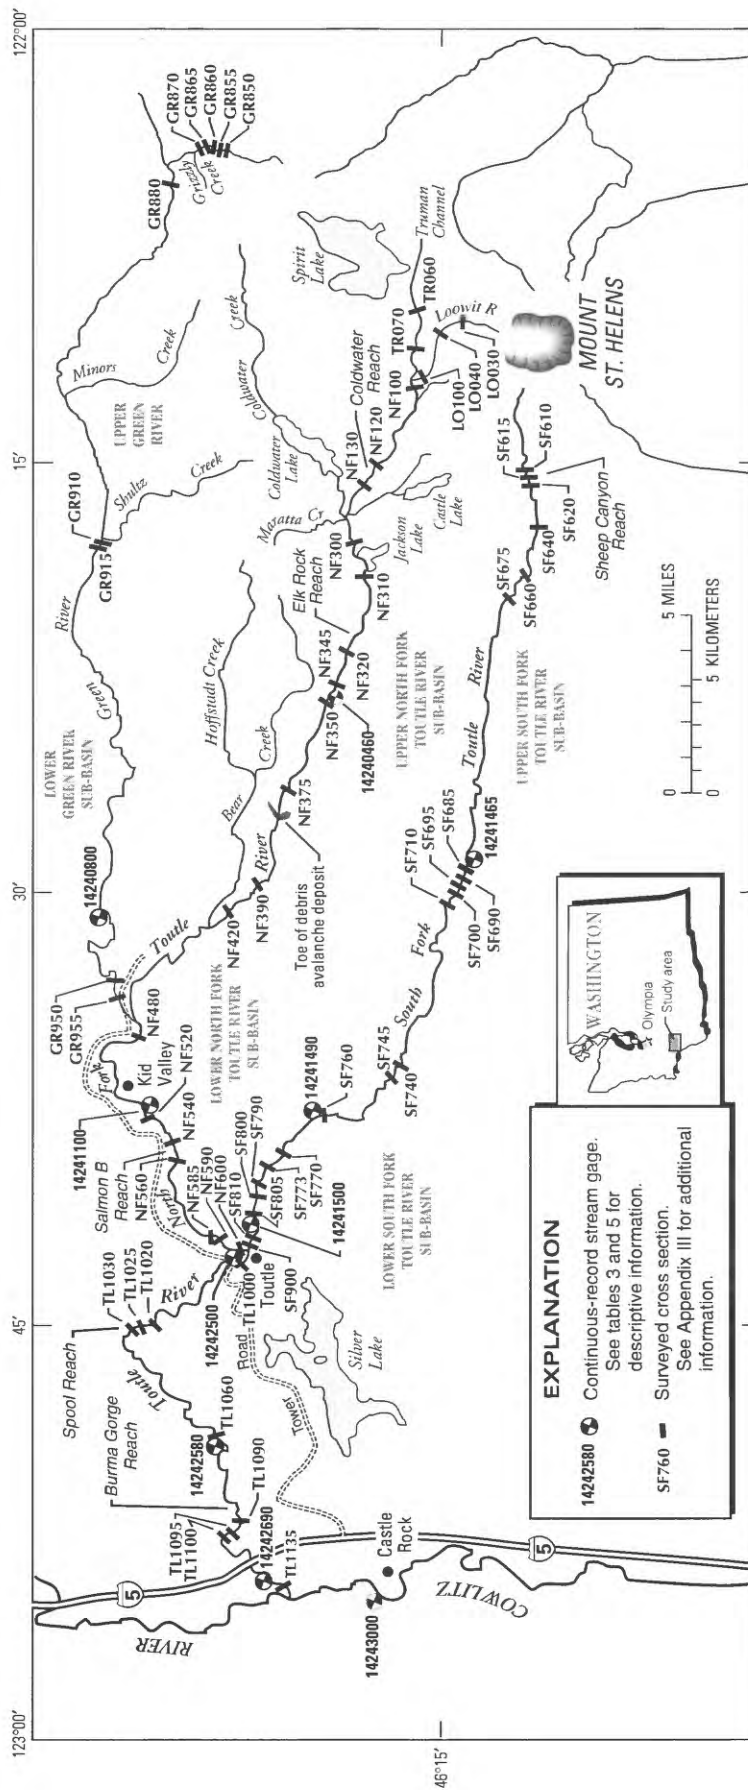 123°00'
45'
30'
15'
122°00'
46°15'
RIVER
COWLITZ
5
5
14243000
Castle
Rock
TL1135
14242690
TL1095
TL1100
TL1090
Burma Gorge
Reach
14242580
TL1060
Spool Reach
TL1030
TL1025
TL1020
Toutle
River
Tower
Road
Silver
Lake
14242500
TL1000
Toutle
SF900
Salmon B
Reach
NF560
NF585
NF590
NF600
SF810
SF800
SF790
SF805
SF773
SF770
14241500
LOWER SOUTH FORK
TOUTLE RIVER
SUB-BASIN
North
Fork
Toutle
River
14241100
NF540
NF520
Kid
Valley
NF480
GR950
GR955
LOWER NORTH FORK
TOUTLE RIVER
SUB-BASIN
14241490
SF760
SF745
SF740
South
Fork
Toutle
River
14240800
LOWER
GREEN RIVER
SUB-BASIN
Green
River
NF420
NF390
Toe of debris
avalanche deposit
NF375
Bear
Creek
Hoffstadt Creek
SF710
SF695
SF685
SF700
SF690
14241465
NF350
NF345
NF320
14240460
Elk Rock
Reach
UPPER NORTH FORK
TOUTLE RIVER
SUB-BASIN
UPPER SOUTH FORK
TOUTLE RIVER
SUB-BASIN
NF310
NF300
Jackson
Lake
Castle
Lake
Maratta Cr
Coldwater
Lake
Coldwater
Creek
NF130
NF120
Coldwater
Reach
NF100
TR070
TR060
Truman
Channel
Spirit
Lake
LO100
LO040
LO030
Loowit R
MOUNT
ST. HELENS
SF675
SF660
SF640
SF620
SF615
SF610
Sheep Canyon
Reach
GR915
GR910
Shultz
Creek
UPPER
GREEN
RIVER
Minors
Creek
GR880
Grizzly
Creek
GR870
GR865
GR860
GR855
GR850
0
5 MILES
0
5 KILOMETERS
WASHINGTON
Olympia
Study area
EXPLANATION
14242580 Continuous-record stream gage.
See tables 3 and 5 for
descriptive information.
SF760 Surveyed cross section.
See Appendix III for additional
information.